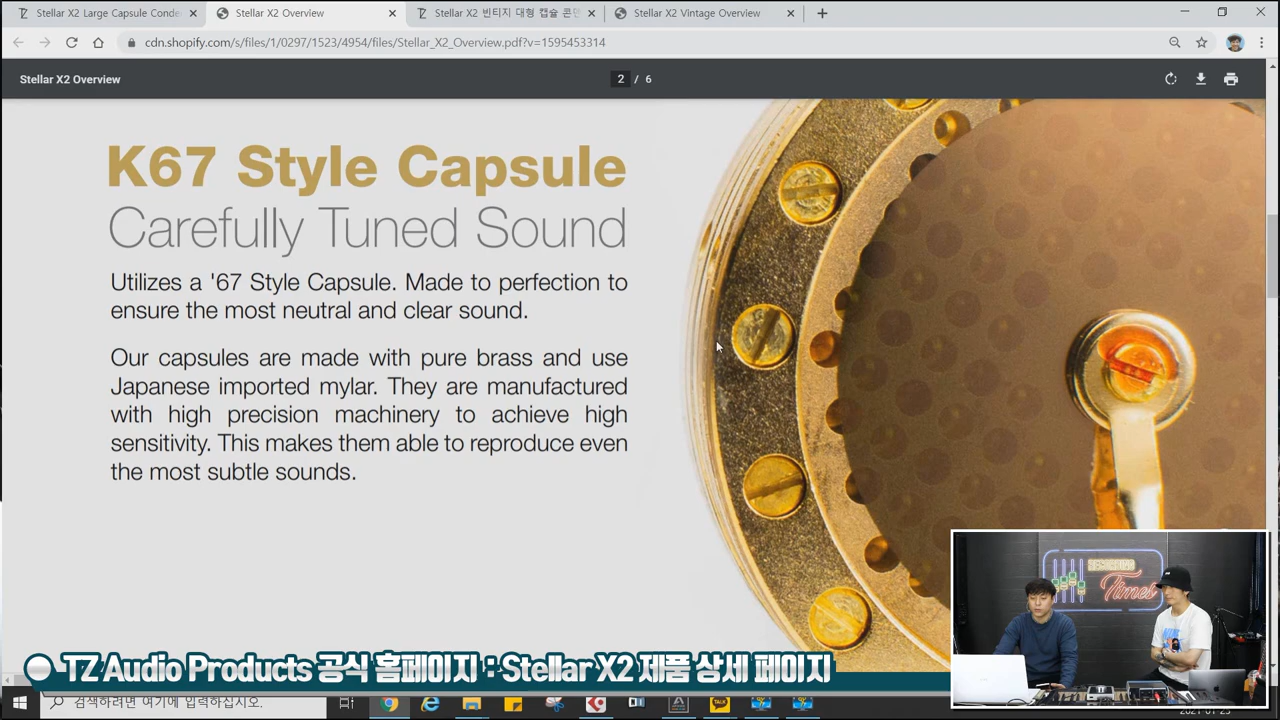 Stellar X2 Large Capsule Conde
Stellar X2 Overview
Stellar X2 빈티지 대형 캡슐 콘덴
Stellar X2 Vintage Overview
cdn.shopify.com/s/files/1/0297/1523/4954/files/Stellar_X2_Overview.pdf?v=1595453314
Stellar X2 Overview
2 / 6
K67 Style Capsule
Carefully Tuned Sound
Utilizes a '67 Style Capsule. Made to perfection to
ensure the most neutral and clear sound.
Our capsules are made with pure brass and use
Japanese imported mylar. They are manufactured
with high precision machinery to achieve high
sensitivity. This makes them able to reproduce even
the most subtle sounds.
Times
TZ Audio Products 공식 홈페이지 : Stellar X2 제품 상세 페이지
검색하려면 여기에 입력하십시오.
TALK